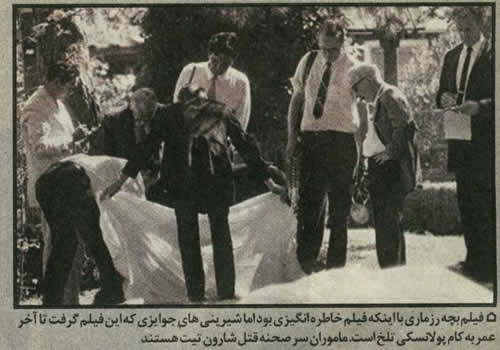 فیلم بچه رزماری با اینکه فیلم خاطره انگیزی بود اما شیرینی های جوایزی که این فیلم گرفت تا آخر
عمر به کام پولانسکی تلخ است. ماموران سر صحنه قتل شارون تیت هستند